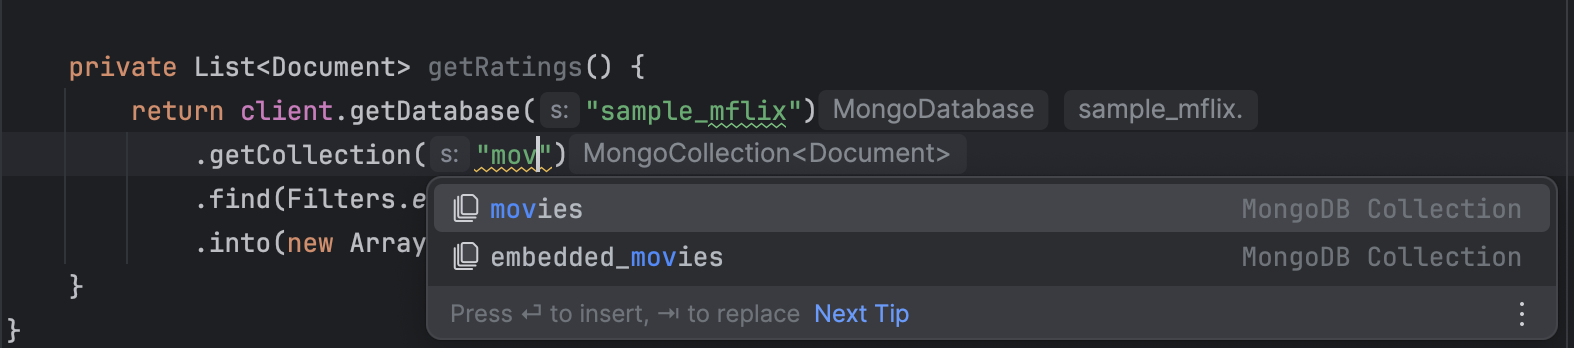 private List<Document> getRatings() {
return client.getDatabase( s: "sample_mflix") MongoDatabase sample_mflix.
.getCollection( s: "mov") MongoCollection<Document>
.find(Filters.e
.into(new Array
movies MongoDB Collection
embedded_movies MongoDB Collection
Press ⏎ to insert, ⇥ to replace Next Tip ⋮
}
}